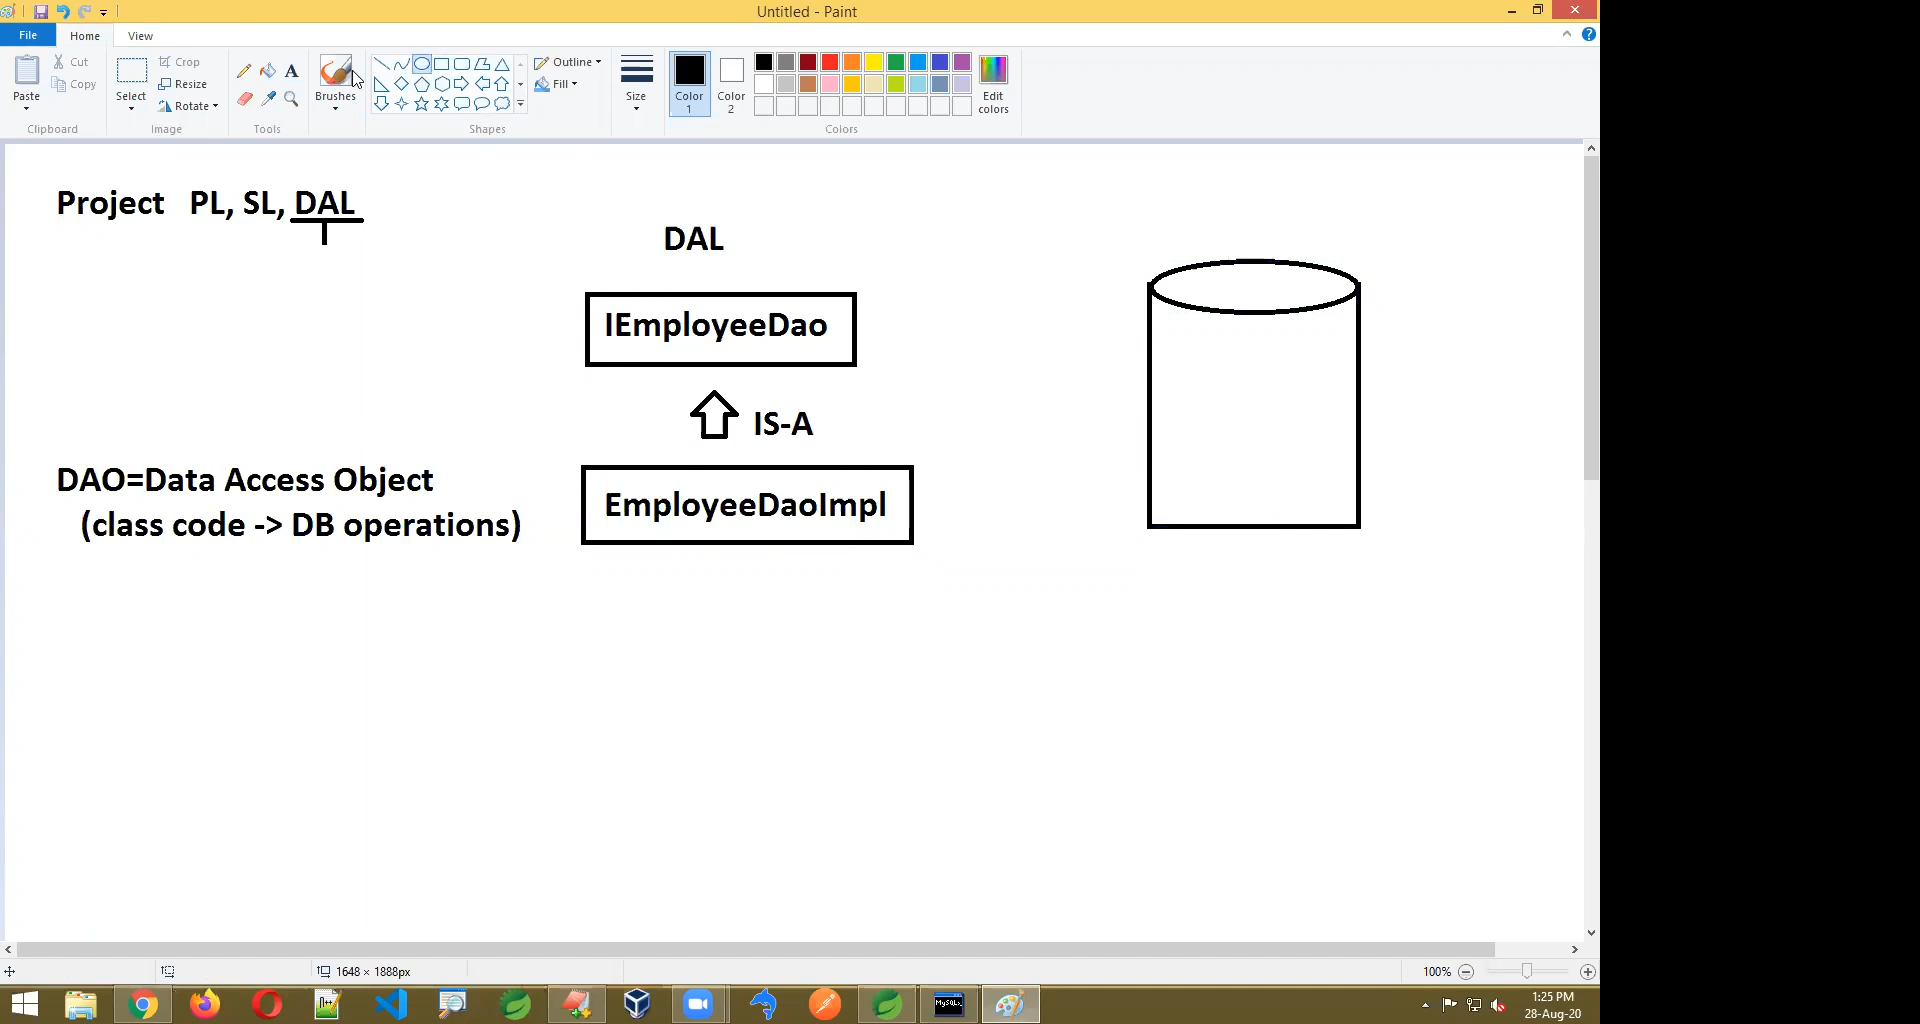 Untitled - Paint
File Home View
Paste
Cut
Copy
Clipboard
Select
Crop
Resize
Rotate
Image
Tools
Brushes
Shapes
Outline
Fill
Size
Color 1
Color 2
Colors
Edit colors
Project PL, SL, DAL
DAL
IEmployeeDao
IS-A
DAO=Data Access Object
(class code -> DB operations)
EmployeeDaoImpl
1648 × 1888px
100%
1:25 PM
28-Aug-20